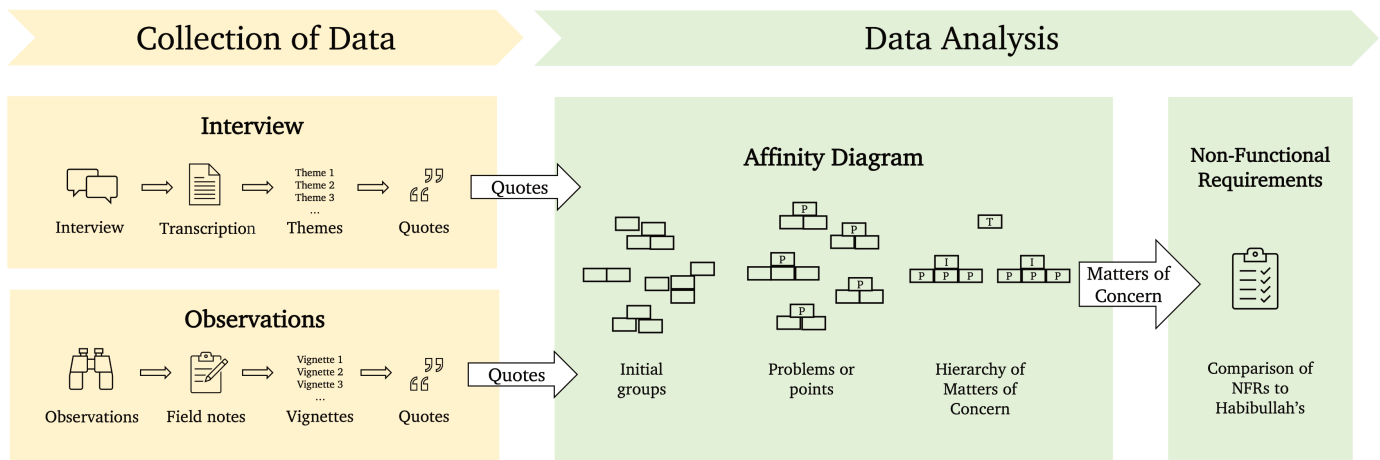 Collection of Data
Data Analysis
Interview
Theme 1
Theme 2
Theme 3
...
Interview
Transcription
Themes
Quotes
Quotes
Observations
Vignette 1
Vignette 2
Vignette 3
...
Observations
Field notes
Vignettes
Quotes
Quotes
Affinity Diagram
P
P
P
P
P
T
I
I
P P P
P P P
Initial
groups
Problems or
points
Hierarchy of
Matters of
Concern
Matters of
Concern
Non-Functional
Requirements
Comparison of
NFRs to
Habibullah's